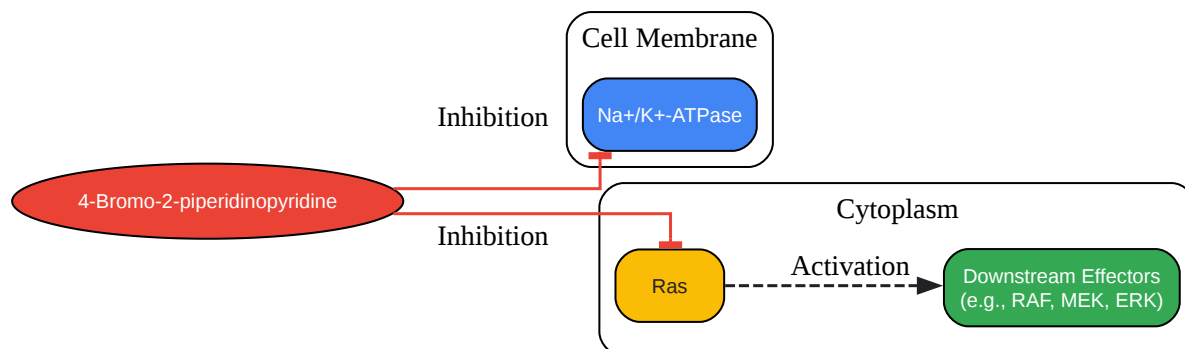 Cell Membrane
Na+/K+-ATPase
Inhibition
4-Bromo-2-piperidinopyridine
Inhibition
Cytoplasm
Ras
Activation
Downstream Effectors
(e.g., RAF, MEK, ERK)